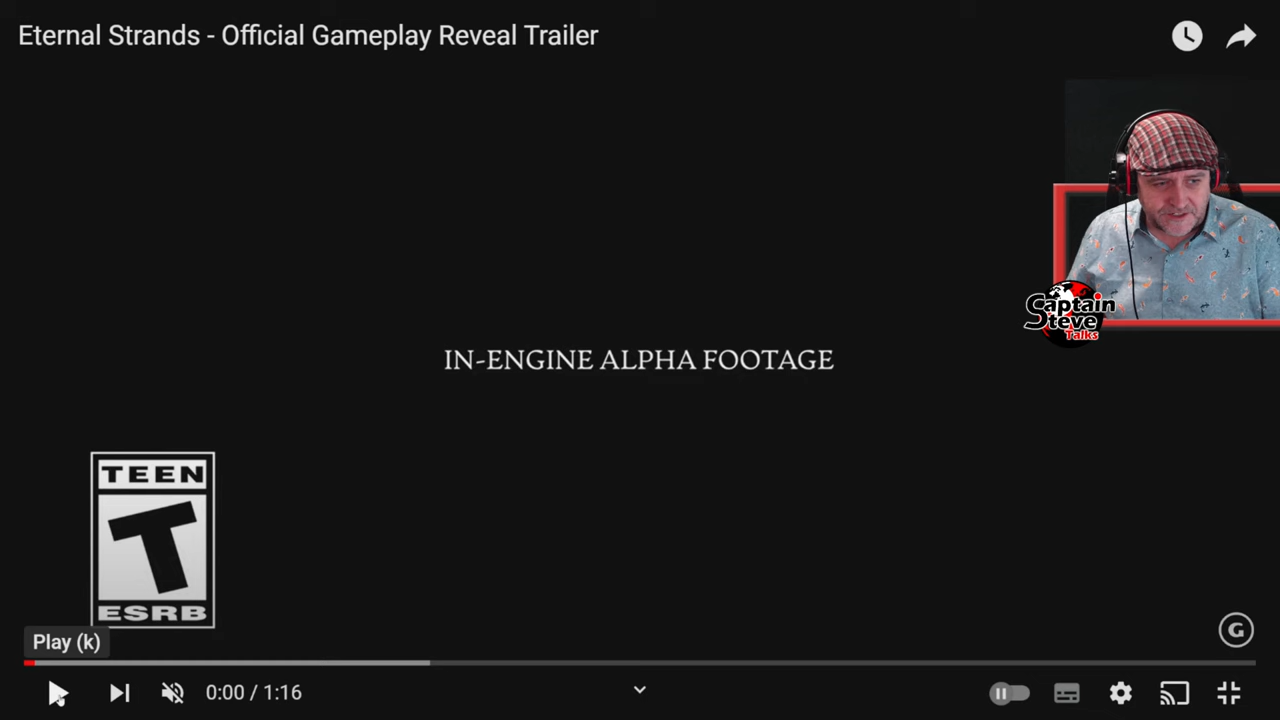 Eternal Strands - Official Gameplay Reveal Trailer
Captain
Steve
Talks
IN-ENGINE ALPHA FOOTAGE
TEEN
T
ESRB
G
Play (k)
0:00 / 1:16